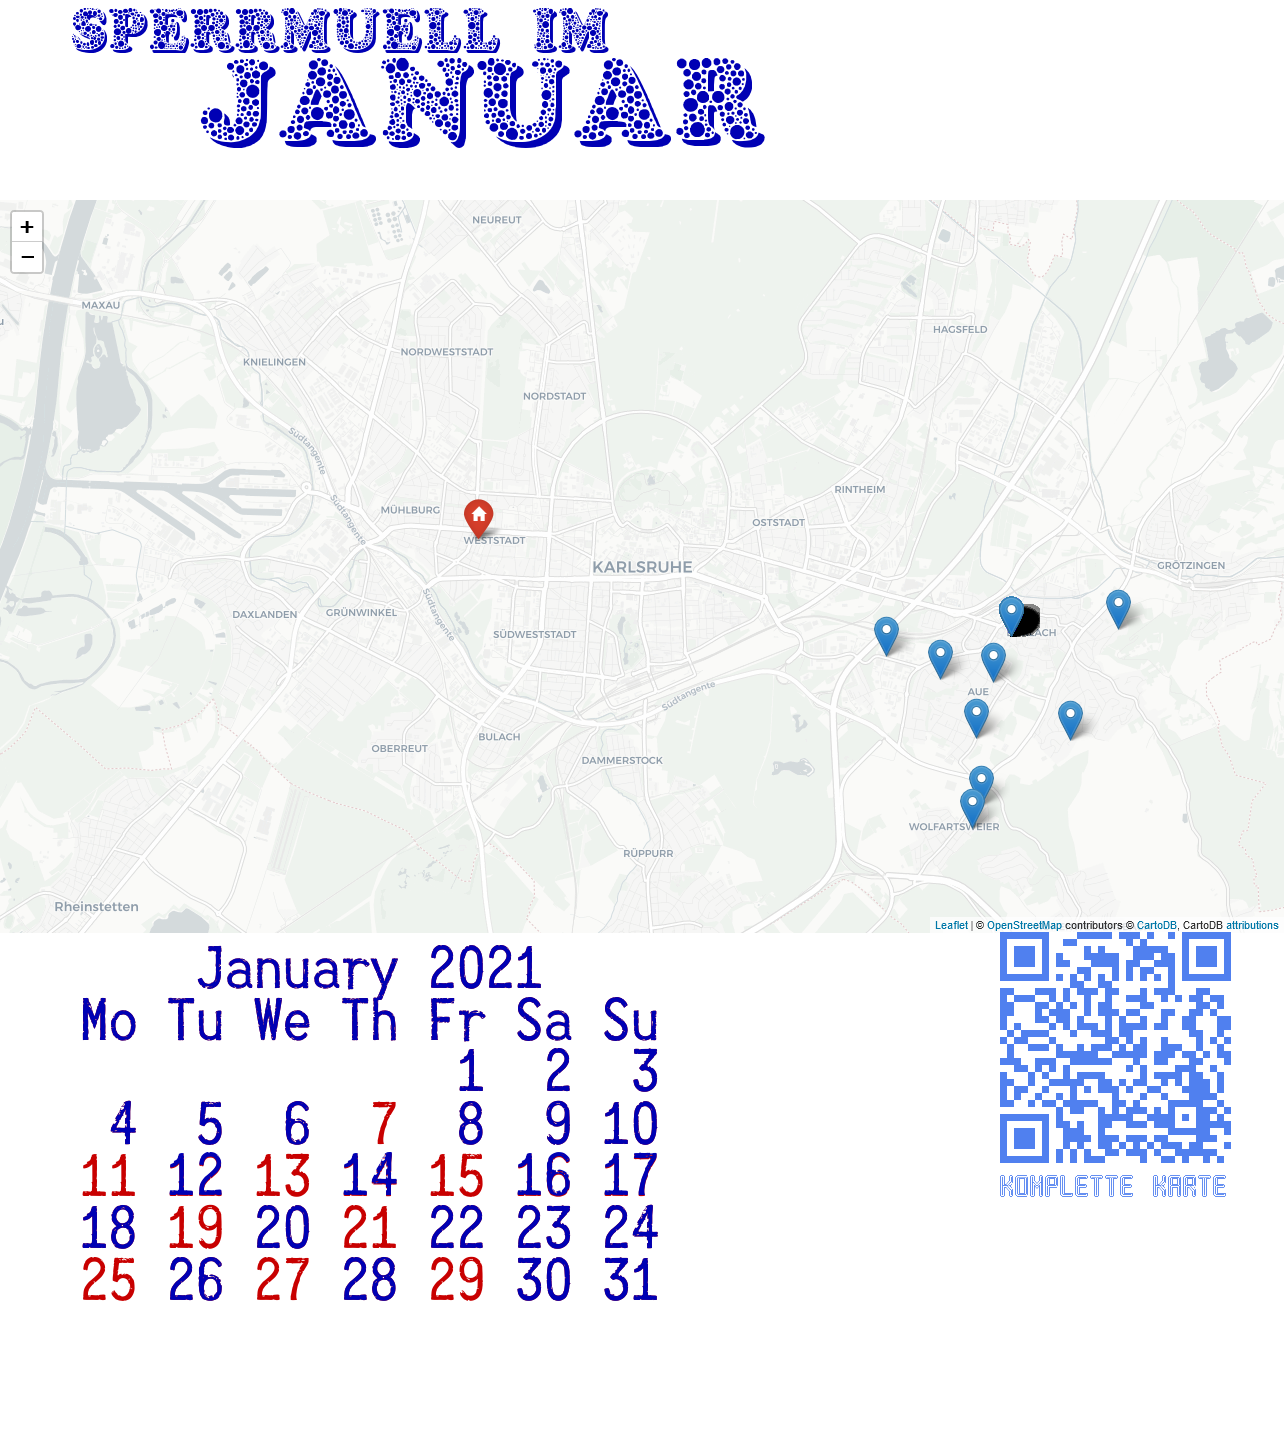 SPERRMUELL IM
JANUAR
+
−
NEUREUT
MAXAU
HAGSFELD
NORDWESTSTADT
KNIELINGEN
NORDSTADT
Südtangente
Südtangente
RINTHEIM
MÜHLBURG
OSTSTADT
WESTSTADT
KARLSRUHE
GRÖTZINGEN
DAXLANDEN
GRÜNWINKEL
Südtangente
SÜDWESTSTADT
AUE
Südtangente
BULACH
OBERREUT
DAMMERSTOCK
WOLFARTSWEIER
RÜPPURR
Rheinstetten
Leaflet | © OpenStreetMap contributors © CartoDB, CartoDB attributions
January 2021
Mo Tu We Th Fr Sa Su
1 2 3
4 5 6 7 8 9 10
11 12 13 14 15 16 17
18 19 20 21 22 23 24
25 26 27 28 29 30 31
KOMPLETTE KARTE